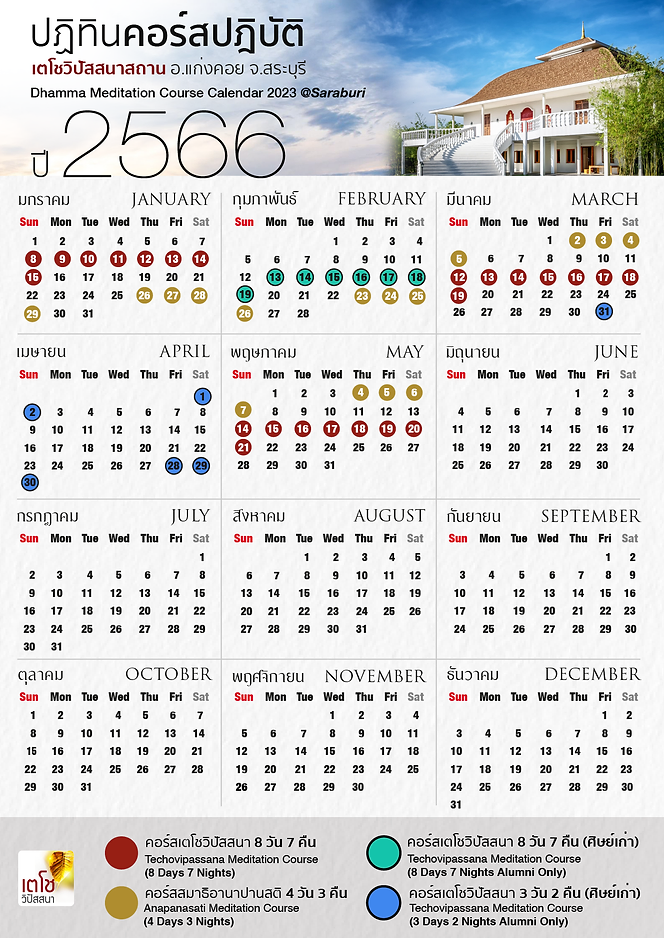 ปฏิทินคอร์สปฏิบัติ
เตโชวิปัสสนาสถาน อ.แก่งคอย จ.สระบุรี
Dhamma Meditation Course Calendar 2023 @Saraburi
ปี 2566
มกราคม JANUARY
Sun Mon Tue Wed Thu Fri Sat
1 2 3 4 5 6 7
8 9 10 11 12 13 14
15 16 17 18 19 20 21
22 23 24 25 26 27 28
29 30 31
กุมภาพันธ์ FEBRUARY
Sun Mon Tue Wed Thu Fri Sat
1 2 3 4
5 6 7 8 9 10 11
12 13 14 15 16 17 18
19 20 21 22 23 24 25
26 27 28
มีนาคม MARCH
Sun Mon Tue Wed Thu Fri Sat
1 2 3 4
5 6 7 8 9 10 11
12 13 14 15 16 17 18
19 20 21 22 23 24 25
26 27 28 29 30 31
เมษายน APRIL
Sun Mon Tue Wed Thu Fri Sat
1
2 3 4 5 6 7 8
9 10 11 12 13 14 15
16 17 18 19 20 21 22
23 24 25 26 27 28 29
30
พฤษภาคม MAY
Sun Mon Tue Wed Thu Fri Sat
1 2 3 4 5 6
7 8 9 10 11 12 13
14 15 16 17 18 19 20
21 22 23 24 25 26 27
28 29 30 31
มิถุนายน JUNE
Sun Mon Tue Wed Thu Fri Sat
1 2 3
4 5 6 7 8 9 10
11 12 13 14 15 16 17
18 19 20 21 22 23 24
25 26 27 28 29 30
กรกฎาคม JULY
Sun Mon Tue Wed Thu Fri Sat
1
2 3 4 5 6 7 8
9 10 11 12 13 14 15
16 17 18 19 20 21 22
23 24 25 26 27 28 29
30 31
สิงหาคม AUGUST
Sun Mon Tue Wed Thu Fri Sat
1 2 3 4 5
6 7 8 9 10 11 12
13 14 15 16 17 18 19
20 21 22 23 24 25 26
27 28 29 30 31
กันยายน SEPTEMBER
Sun Mon Tue Wed Thu Fri Sat
1 2
3 4 5 6 7 8 9
10 11 12 13 14 15 16
17 18 19 20 21 22 23
24 25 26 27 28 29 30
ตุลาคม OCTOBER
Sun Mon Tue Wed Thu Fri Sat
1 2 3 4 5 6 7
8 9 10 11 12 13 14
15 16 17 18 19 20 21
22 23 24 25 26 27 28
29 30 31
พฤศจิกายน NOVEMBER
Sun Mon Tue Wed Thu Fri Sat
1 2 3 4
5 6 7 8 9 10 11
12 13 14 15 16 17 18
19 20 21 22 23 24 25
26 27 28 29 30
ธันวาคม DECEMBER
Sun Mon Tue Wed Thu Fri Sat
1 2
3 4 5 6 7 8 9
10 11 12 13 14 15 16
17 18 19 20 21 22 23
24 25 26 27 28 29 30
31
เตโช
วิปัสสนา
คอร์สเตโชวิปัสสนา 8 วัน 7 คืน
Techovipassana Meditation Course
(8 Days 7 Nights)
คอร์สสมาธิอานาปานสติ 4 วัน 3 คืน
Anapanasati Meditation Course
(4 Days 3 Nights)
คอร์สเตโชวิปัสนา 8 วัน 7 คืน (ศิษย์เก่า)
Techovipassana Meditation Course
(8 Days 7 Nights Alumni Only)
คอร์สเตโชวิปัสสนา 3 วัน 2 คืน (ศิษย์เก่า)
Techovipassana Meditation Course
(3 Days 2 Nights Alumni Only)